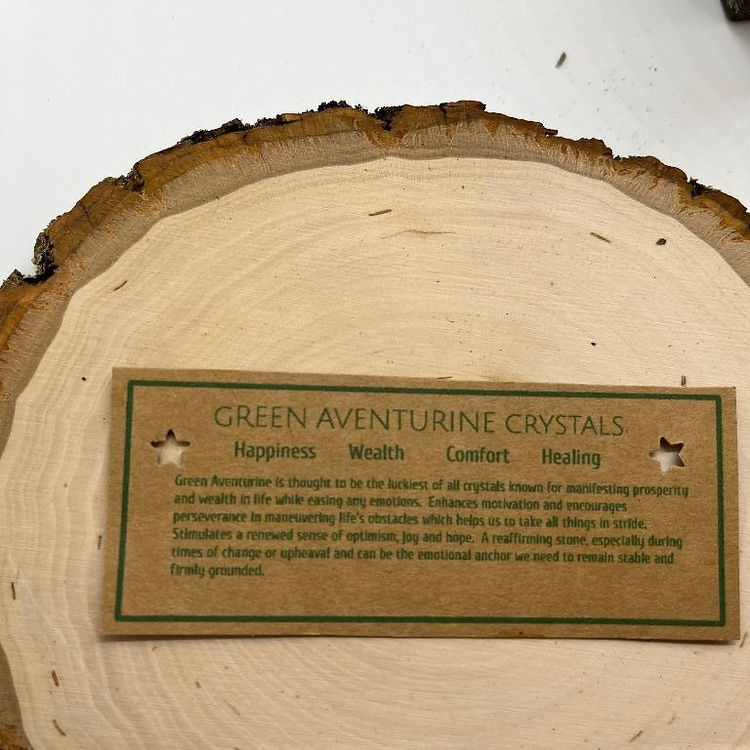 GREEN AVENTURINE CRYSTALS
Happiness Wealth Comfort Healing
Green Aventurine is thought to be the luckiest of all crystals known for manifesting prosperity
and wealth in life while easing any emotions. Enhances motivation and encourages
perseverance in maneuvering life's obstacles which helps us to take all things in stride.
Stimulates a renewed sense of optimism, joy and hope. A reaffirming stone, especially during
times of change or upheaval and can be the emotional anchor we need to remain stable and
firmly grounded.